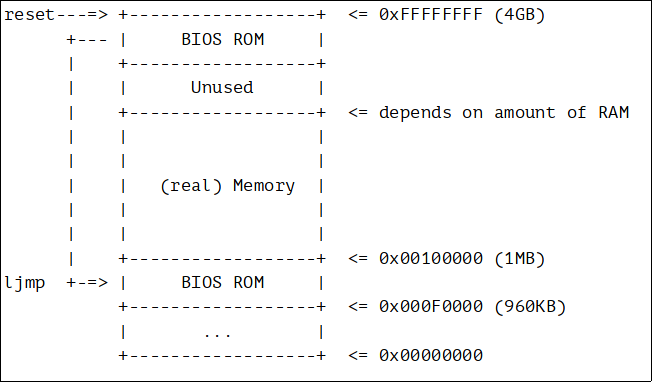 reset---=> +------------------+  <= 0xFFFFFFFF (4GB)
      +--- |     BIOS ROM     |
      |    +------------------+
      |    |      Unused      |
      |    +------------------+  <= depends on amount of RAM
      |    |                  |
      |    |                  |
      |    |   (real) Memory  |
      |    |                  |
      |    |                  |
      |    +------------------+  <= 0x00100000 (1MB)
ljmp  +-=> |     BIOS ROM     |
           +------------------+  <= 0x000F0000 (960KB)
           |       ...        |
           +------------------+  <= 0x00000000